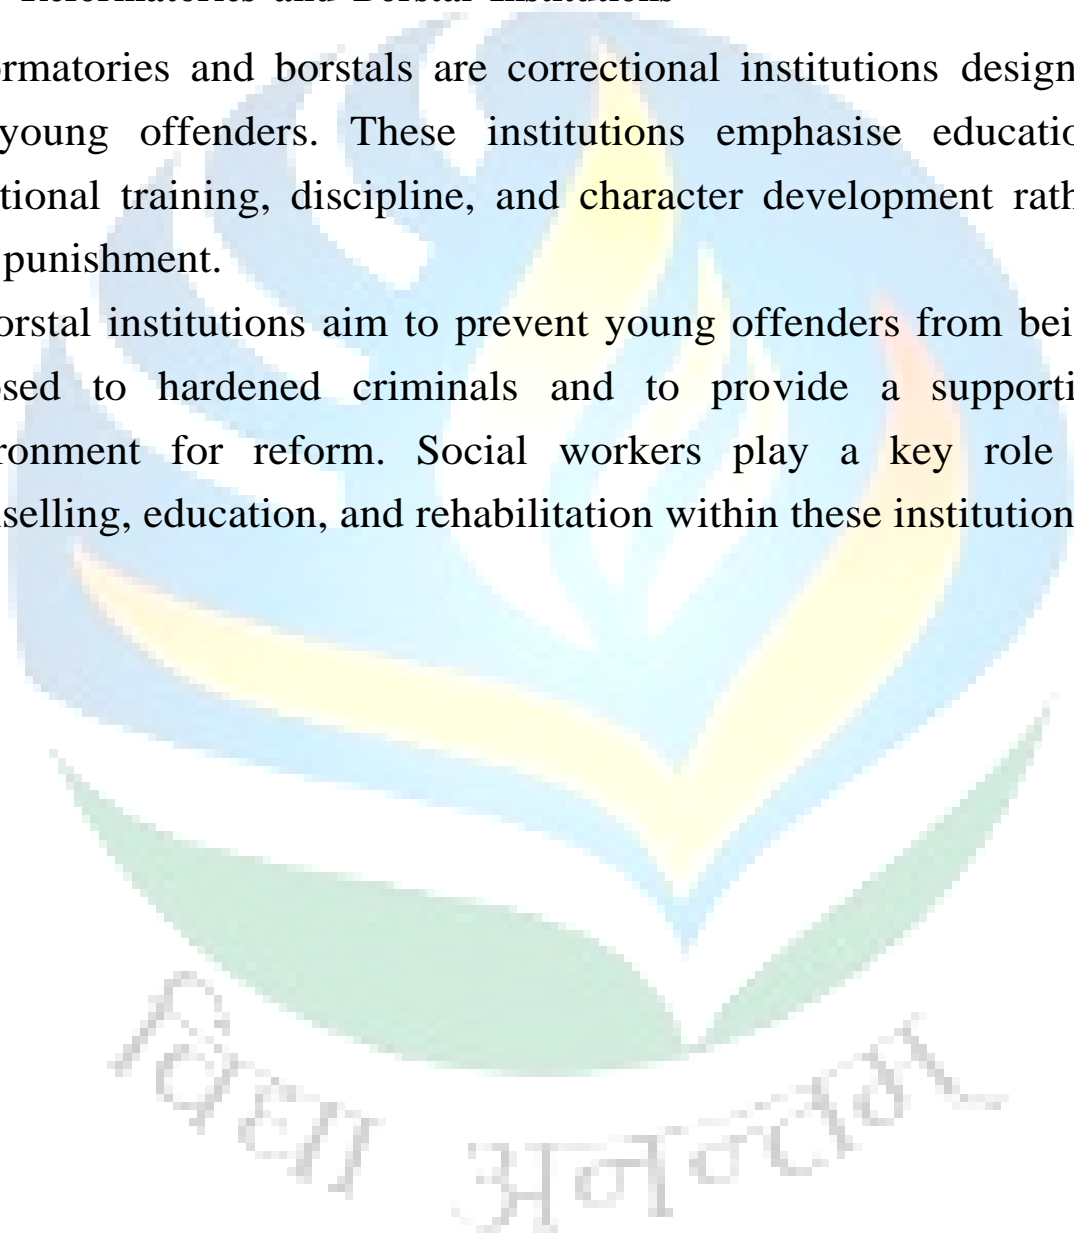 Reformatories and Borstal Institutions
ormatories and borstals are correctional institutions design
young offenders. These institutions emphasise educatio
tional training, discipline, and character development rath
punishment.
orstal institutions aim to prevent young offenders from bei
sed to hardened criminals and to provide a supporti
ronment for reform. Social workers play a key role
selling, education, and rehabilitation within these institution
विद्या अनन्तम्